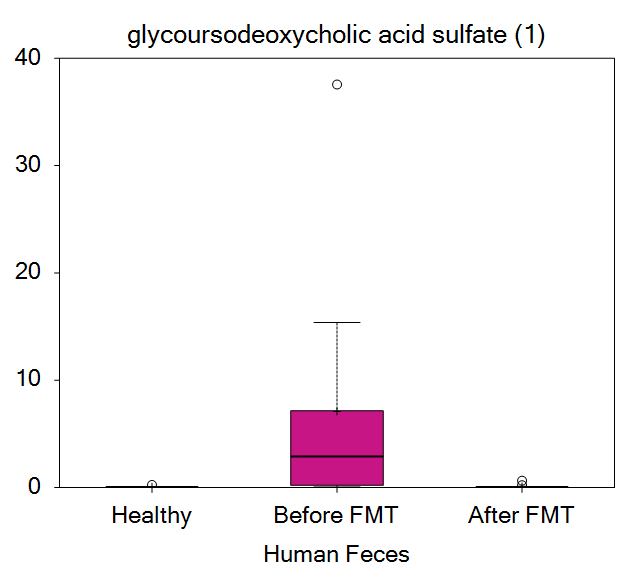 glycoursodeoxycholic acid sulfate (1)
40
30
20
10
0
Healthy Before FMT After FMT
Human Feces